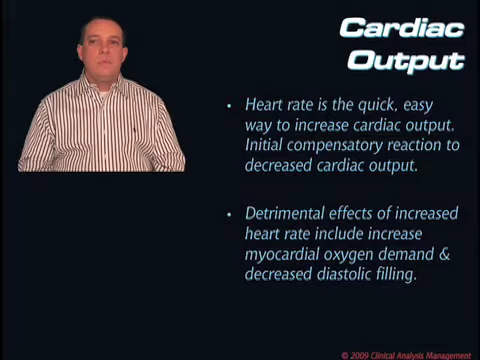 Cardiac
Output
• Heart rate is the quick, easy
way to increase cardiac output.
Initial compensatory reaction to
decreased cardiac output.
• Detrimental effects of increased
heart rate include increase
myocardial oxygen demand &
decreased diastolic filling.
© 2009 Clinical Analysis Management